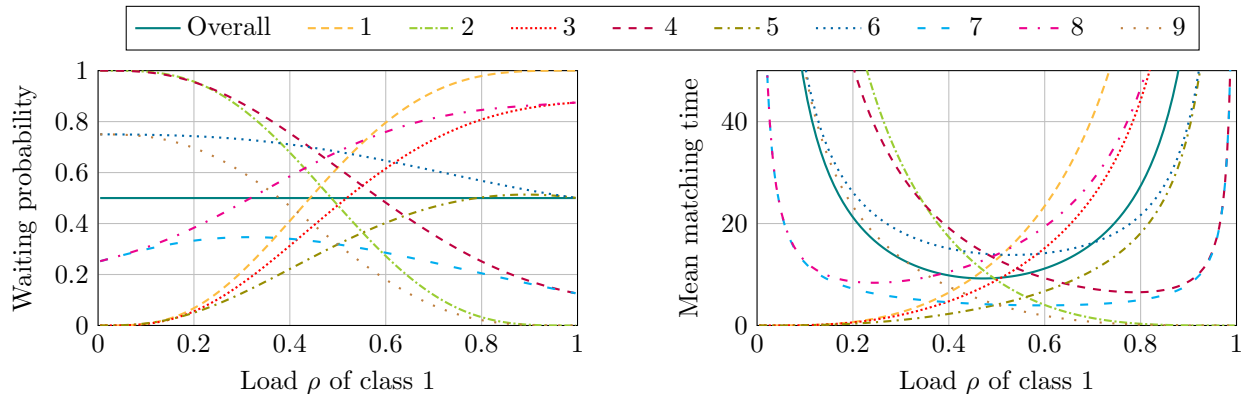 Overall 1 2 3 4 5 6 7 8 9
Waiting probability
1
0.8
0.6
0.4
0.2
0
0 0.2 0.4 0.6 0.8 1
Load ρ of class 1
Mean matching time
40
20
0
0 0.2 0.4 0.6 0.8 1
Load ρ of class 1